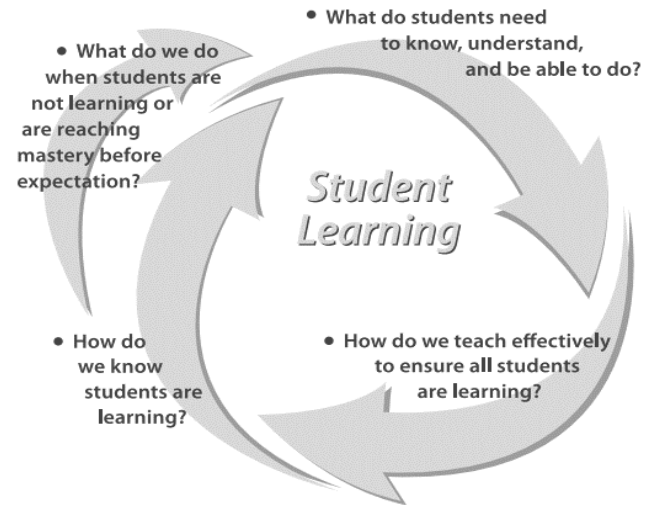 • What do students need
to know, understand,
and be able to do?
• What do we do
when students are
not learning or
are reaching
mastery before
expectation?
Student
Learning
• How do
we know
students are
learning?
• How do we teach effectively
to ensure all students
are learning?